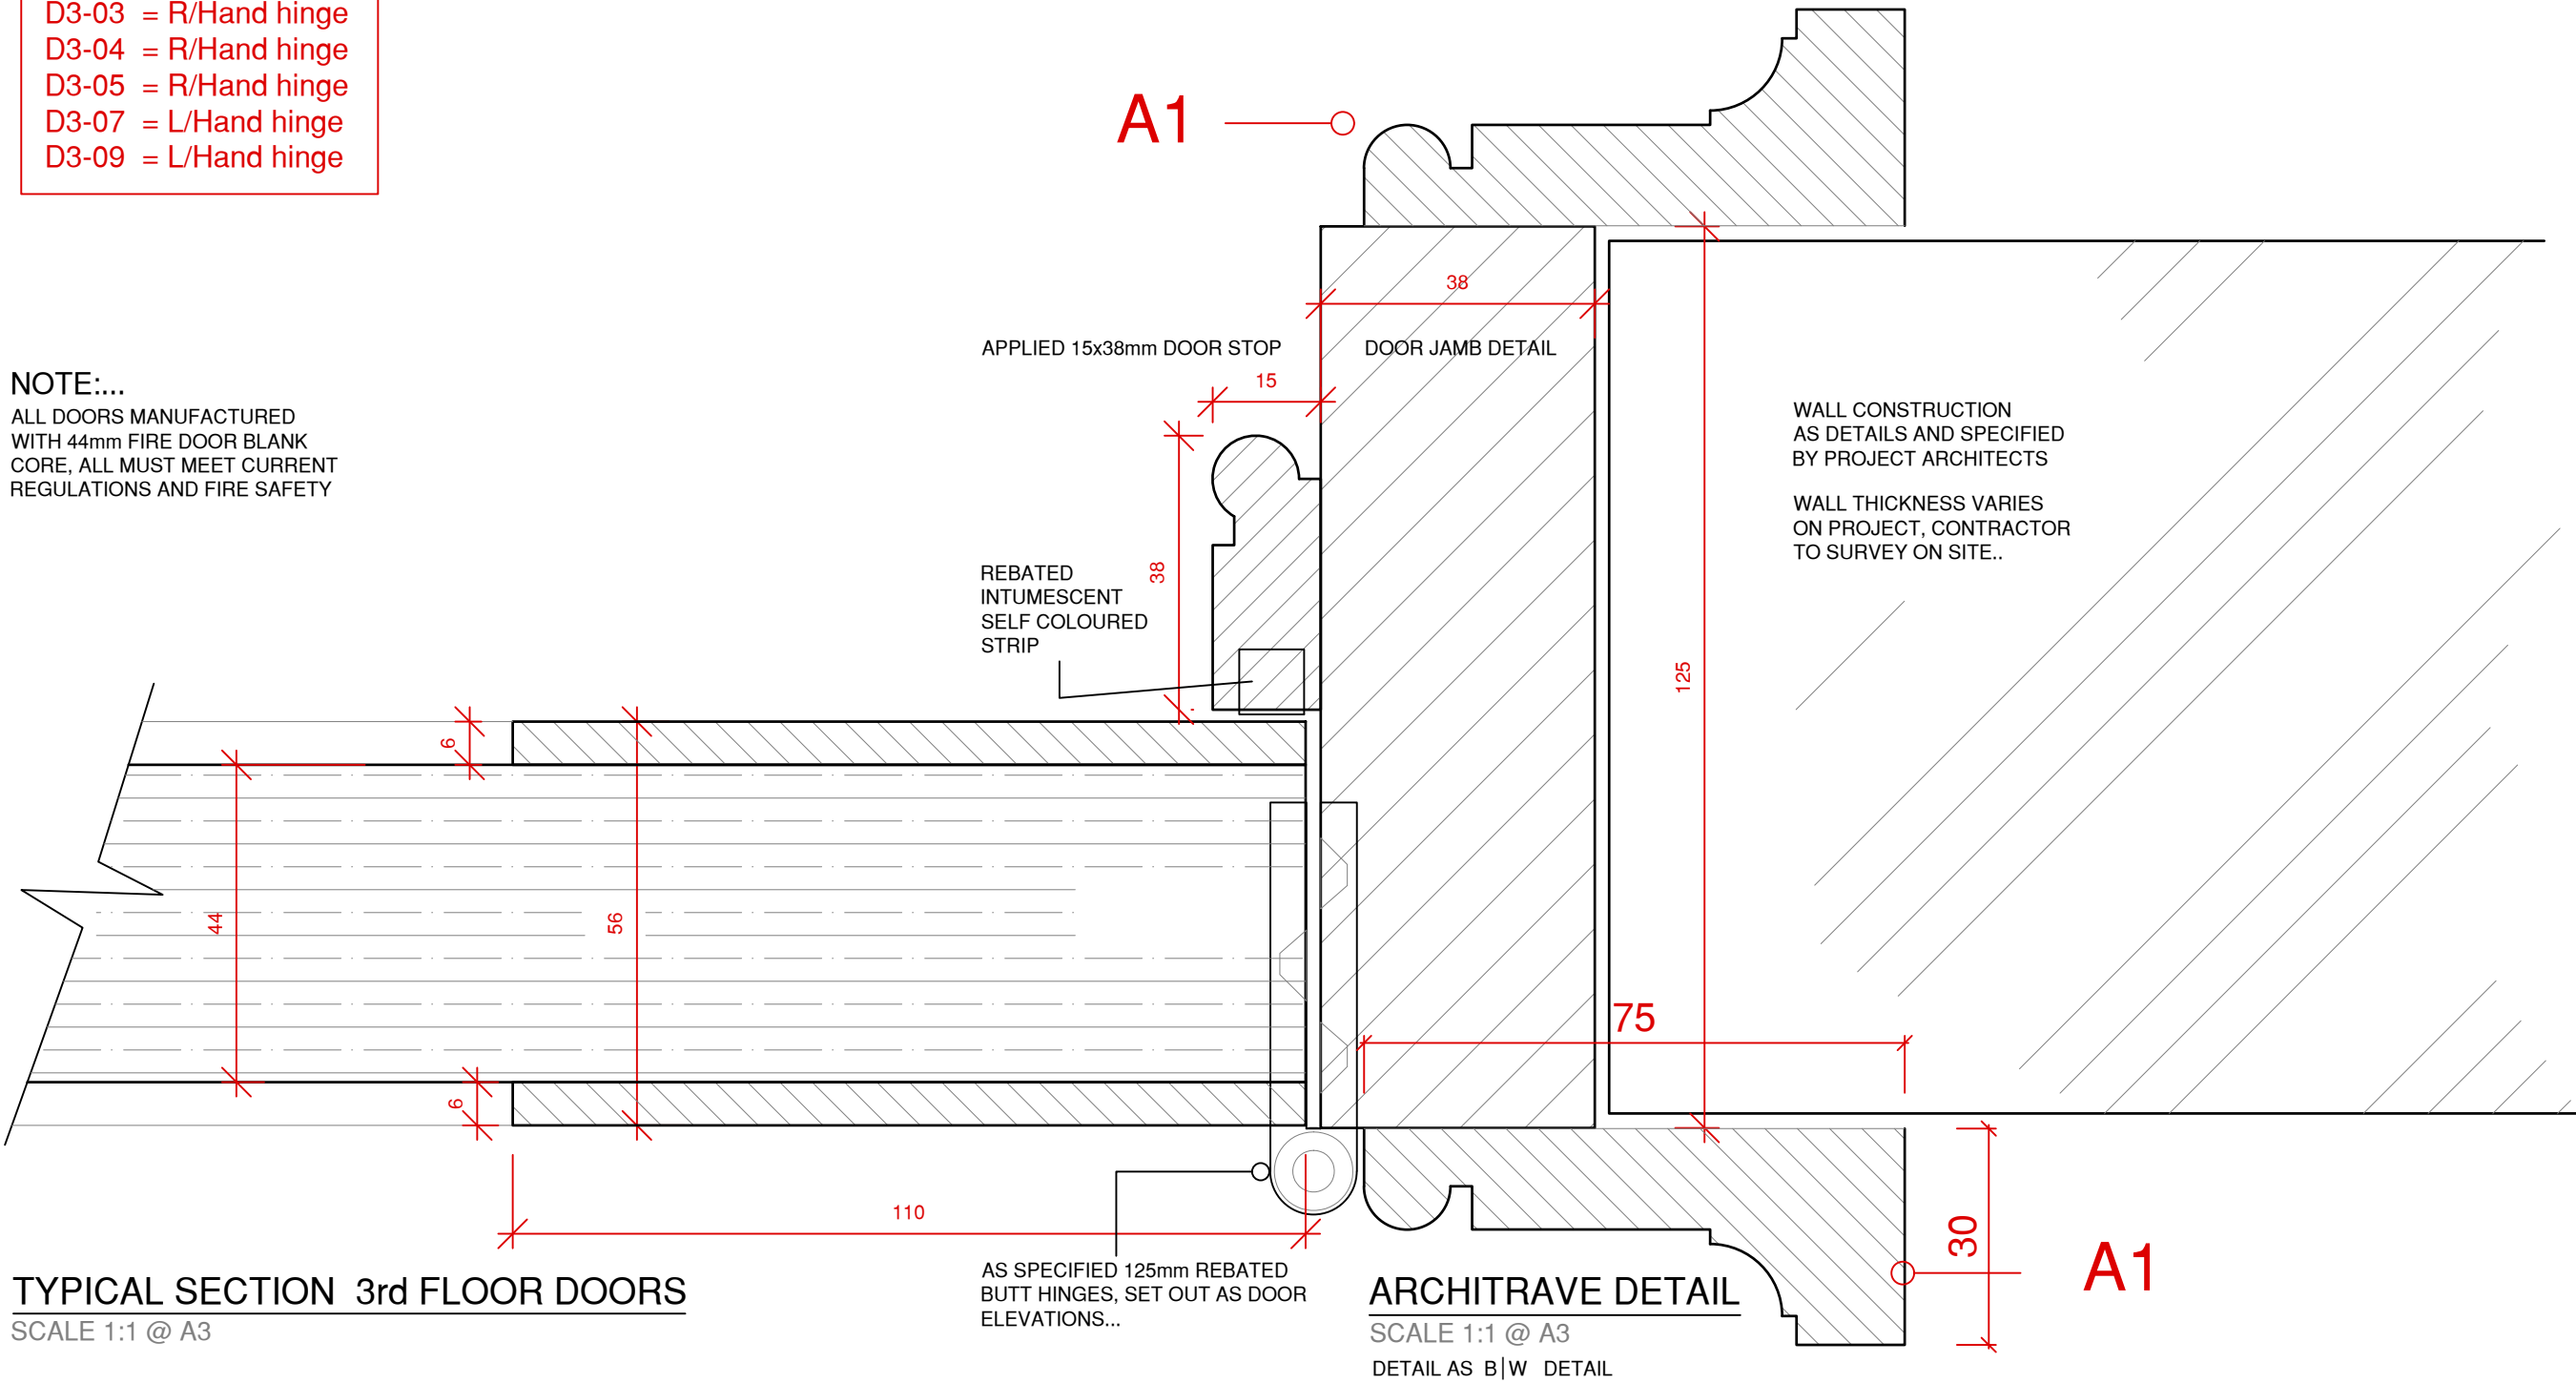 D3-03 = R/Hand hinge
D3-04 = R/Hand hinge
D3-05 = R/Hand hinge
D3-07 = L/Hand hinge
D3-09 = L/Hand hinge
A1
38
APPLIED 15x38mm DOOR STOP
DOOR JAMB DETAIL
15
NOTE:...
ALL DOORS MANUFACTURED
WITH 44mm FIRE DOOR BLANK
CORE, ALL MUST MEET CURRENT
REGULATIONS AND FIRE SAFETY
WALL CONSTRUCTION
AS DETAILS AND SPECIFIED
BY PROJECT ARCHITECTS
WALL THICKNESS VARIES
ON PROJECT, CONTRACTOR
TO SURVEY ON SITE..
38
REBATED
INTUMESCENT
SELF COLOURED
STRIP
125
6
44
56
75
6
110
30
A1
AS SPECIFIED 125mm REBATED
BUTT HINGES, SET OUT AS DOOR
ELEVATIONS...
TYPICAL SECTION 3rd FLOOR DOORS
SCALE 1:1 @ A3
ARCHITRAVE DETAIL
SCALE 1:1 @ A3
DETAIL AS B|W DETAIL